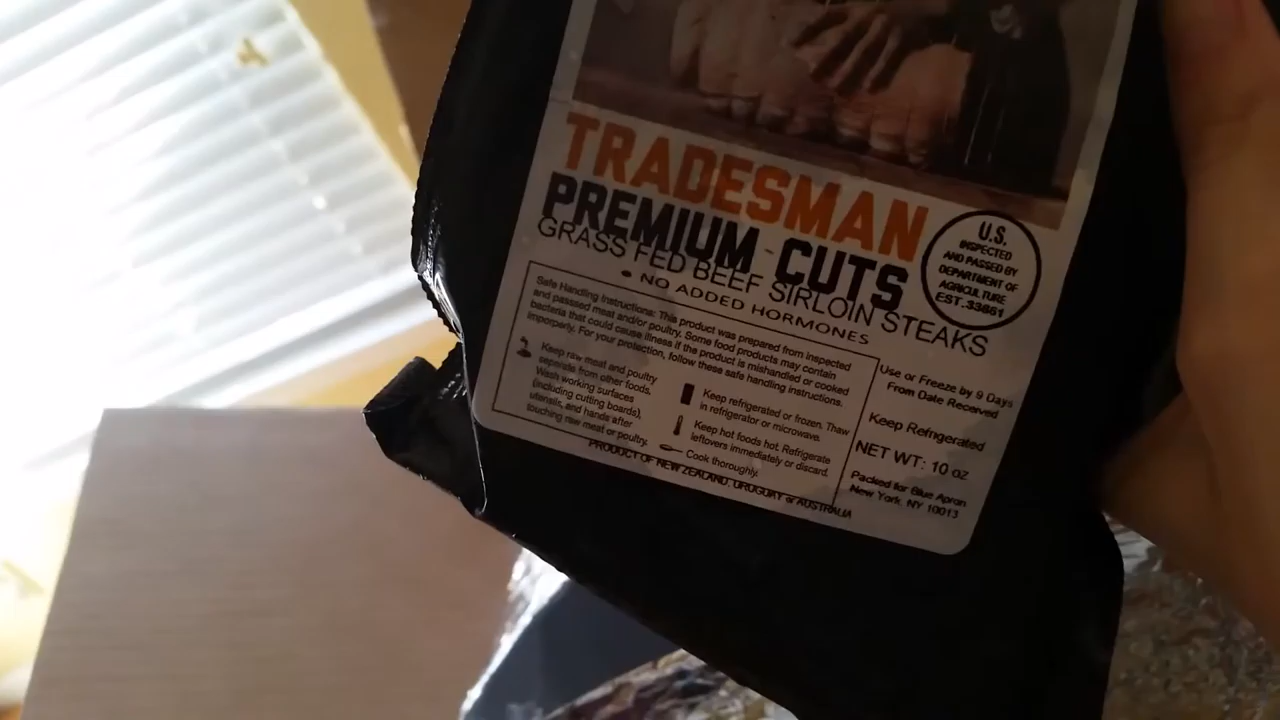 TRADESMAN
PREMIUM CUTS
GRASS FED BEEF SIRLOIN STEAKS
• NO ADDED HORMONES
U.S.
INSPECTED
AND PASSED BY
DEPARTMENT OF
AGRICULTURE
EST.33861
Safe Handling Instructions: This product was prepared from inspected
and passsed meat and/or poultry. Some food products may contain
bacteria that could cause illness if the product is mishandled or cooked
imporperly. For your protection, follow these safe handling instructions.
Keep raw meat and poultry
seperate from other foods.
Wash working surfaces
(including cutting boards),
utensils, and hands after
touching raw meat or poultry.
Keep refrigerated or frozen. Thaw
in refrigerator or microwave.
Keep hot foods hot. Refrigerate
leftovers immediately or discard.
Cook thoroughly.
Use or Freeze by 9 Days
From Date Received
Keep Refrigerated
NET WT: 10 oz
Packed for Blue Apron
New York, NY 10013
PRODUCT OF NEW ZEALAND, URUGUAY or AUSTRALIA